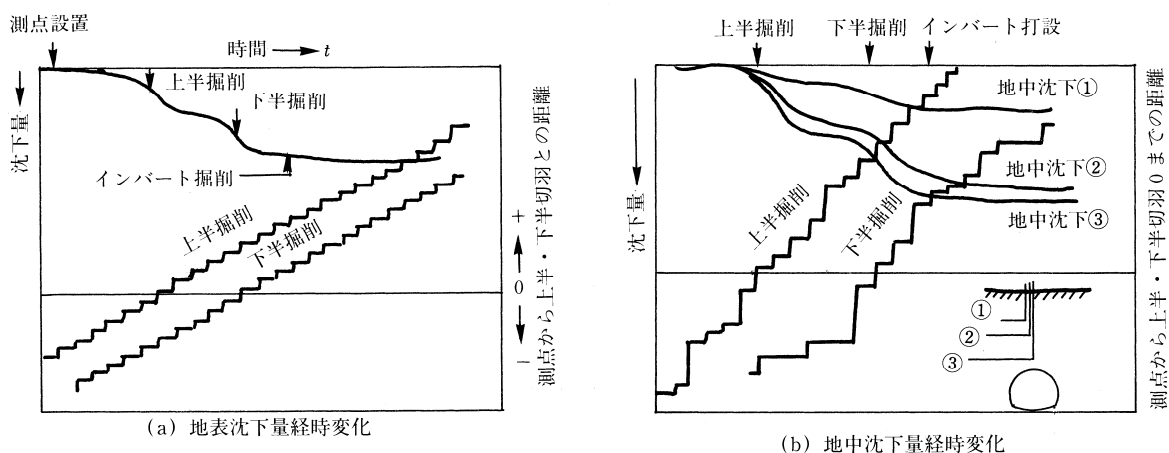 測点設置
時間 → t
上半掘削
下半掘削
インバート掘削
沈下量
上半掘削
下半掘削
+
0
−
測点から上半・下半切羽との距離
(a) 地表沈下量経時変化
上半掘削
下半掘削
インバート打設
地中沈下①
地中沈下②
地中沈下③
沈下量
上半掘削
下半掘削
①
②
③
測点から上半・下半切羽0までの距離
(b) 地中沈下量経時変化